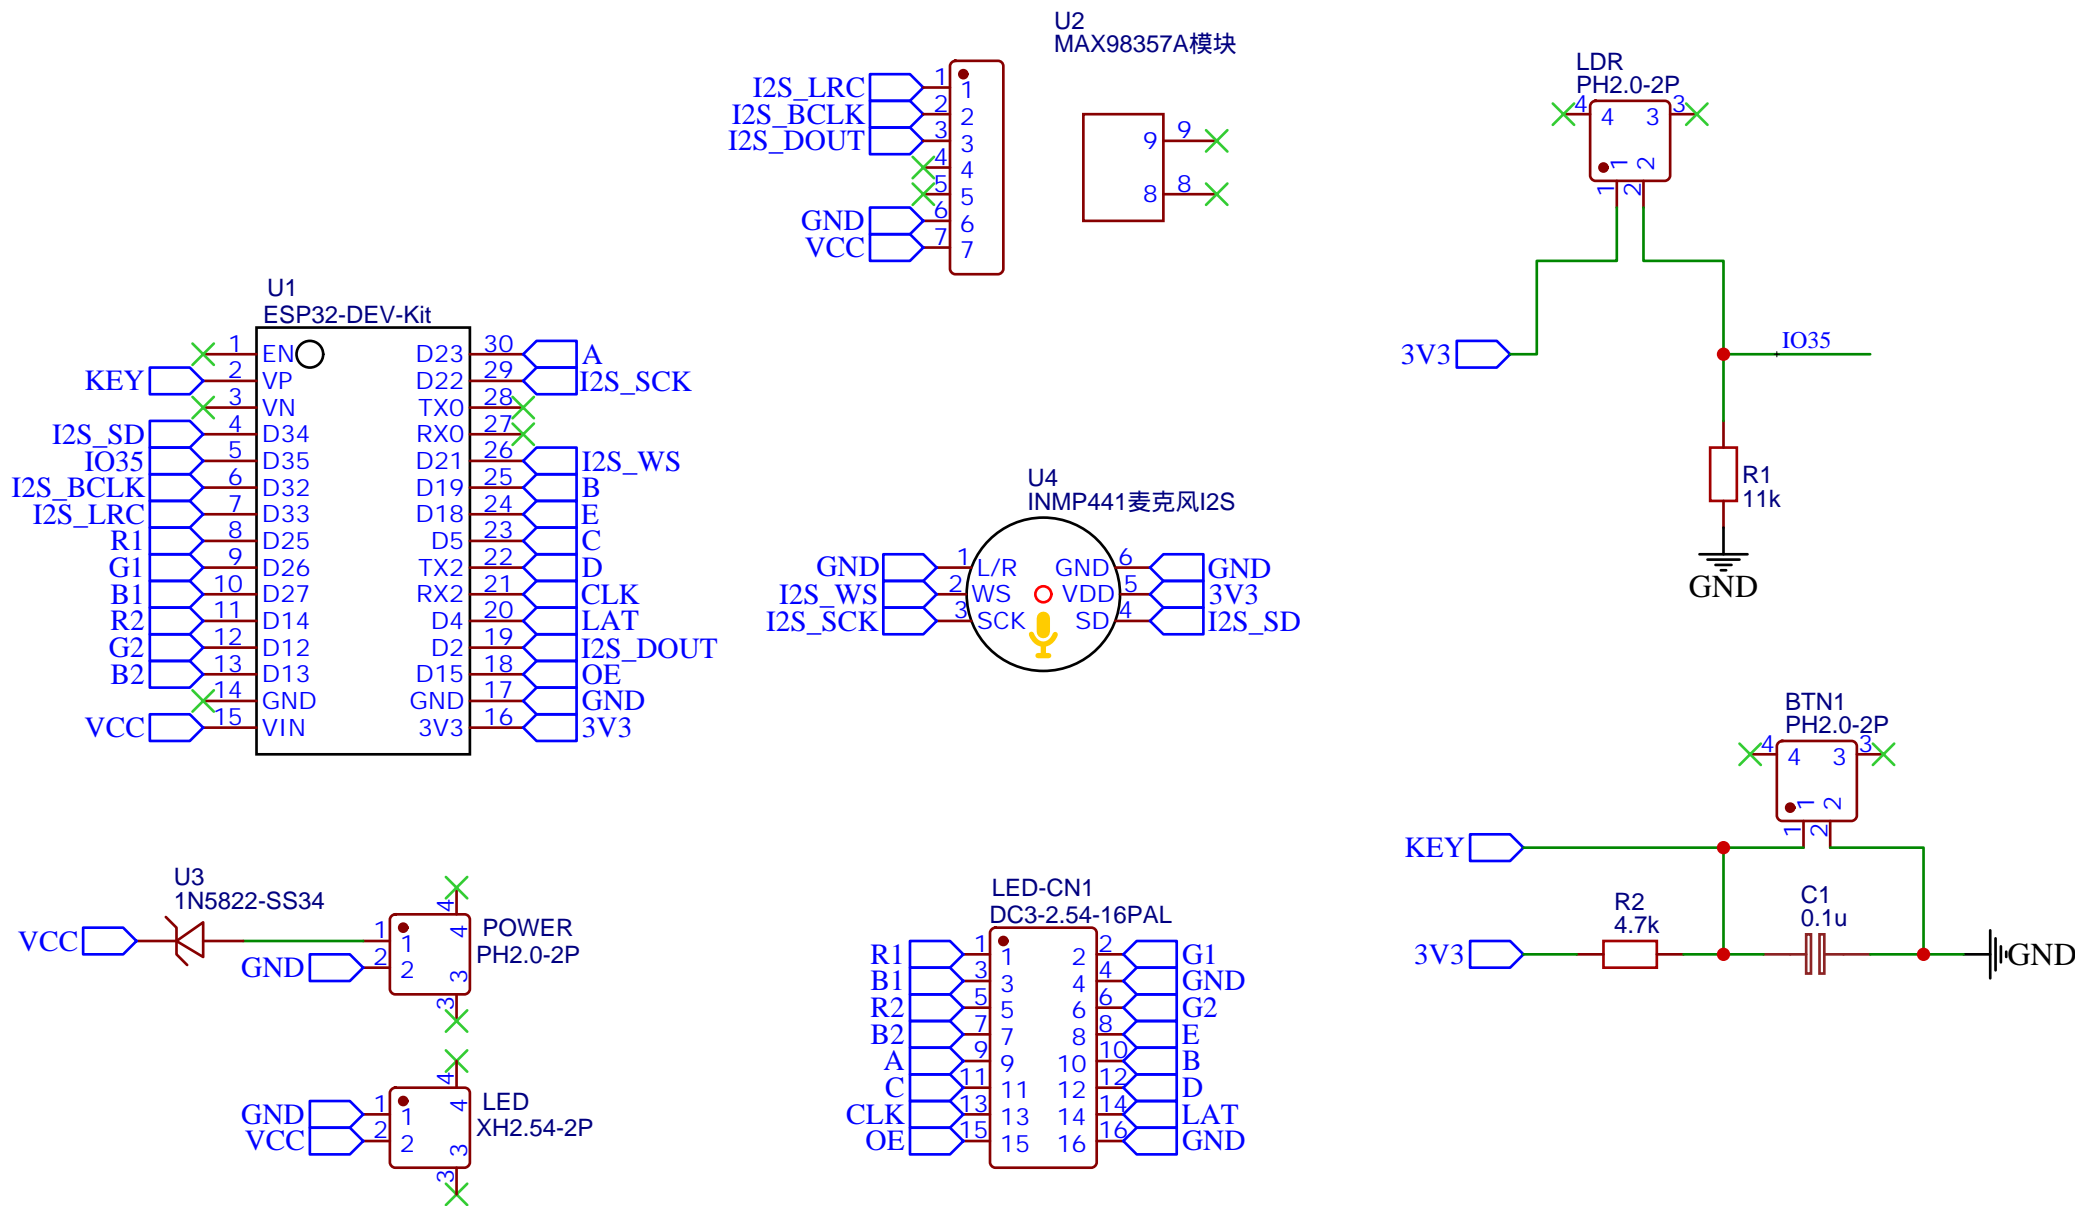 U2
MAX98357A模块
I2S_LRC 1 1
I2S_BCLK 2 2
I2S_DOUT 3 3
4 4
5 5
GND 6 6
VCC 7 7
9 9
8 8
LDR
PH2.0-2P
4 4 3 3
1 2
1 2
3V3
IO35
R1
11k
GND
U1
ESP32-DEV-Kit
1 EN D23 30 A
KEY 2 VP D22 29 I2S_SCK
3 VN TX0 28
I2S_SD 4 D34 RX0 27
IO35 5 D35 D21 26 I2S_WS
I2S_BCLK 6 D32 D19 25 B
I2S_LRC 7 D33 D18 24 E
R1 8 D25 D5 23 C
G1 9 D26 TX2 22 D
B1 10 D27 RX2 21 CLK
R2 11 D14 D4 20 LAT
G2 12 D12 D2 19 I2S_DOUT
B2 13 D13 D15 18 OE
14 GND GND 17 GND
VCC 15 VIN 3V3 16 3V3
U4
INMP441麦克风I2S
GND 1 L/R GND 6 GND
I2S_WS 2 WS VDD 5 3V3
I2S_SCK 3 SCK SD 4 I2S_SD
BTN1
PH2.0-2P
4 4 3 3
1 2
1 2
KEY
R2
4.7k
C1
0.1u
3V3
GND
U3
1N5822-SS34
VCC
POWER
PH2.0-2P
4 4
1 1
GND 2 2
3 3
LED
XH2.54-2P
4 4
GND 1 1
VCC 2 2
3 3
LED-CN1
DC3-2.54-16PAL
R1 1 1 2 2 G1
B1 3 3 4 4 GND
R2 5 5 6 6 G2
B2 7 7 8 8 E
A 9 9 10 10 B
C 11 11 12 12 D
CLK 13 13 14 14 LAT
OE 15 15 16 16 GND